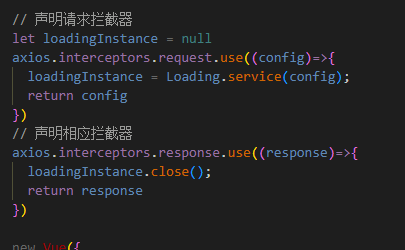 // 声明请求拦截器
let loadingInstance = null
axios.interceptors.request.use((config)=>{
  loadingInstance = Loading.service(config);
  return config
})
// 声明相应拦截器
axios.interceptors.response.use((response)=>{
  loadingInstance.close();
  return response
})
new Vue({